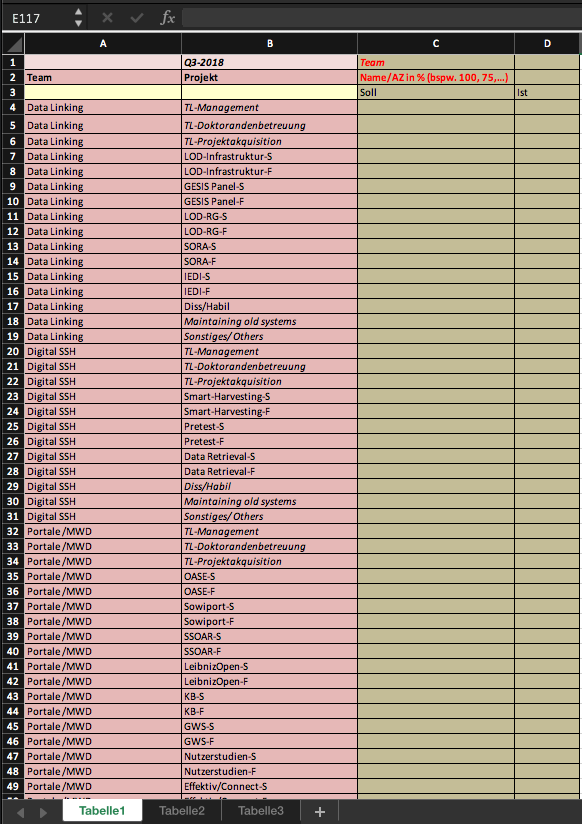 E117 fx
A B C D
1 Q3-2018 Team
2 Team Projekt Name/AZ in % (bspw. 100, 75,...)
3 Soll Ist
4 Data Linking TL-Management
5 Data Linking TL-Doktorandenbetreuung
6 Data Linking TL-Projektakquisition
7 Data Linking LOD-Infrastruktur-S
8 Data Linking LOD-Infrastruktur-F
9 Data Linking GESIS Panel-S
10 Data Linking GESIS Panel-F
11 Data Linking LOD-RG-S
12 Data Linking LOD-RG-F
13 Data Linking SORA-S
14 Data Linking SORA-F
15 Data Linking IEDI-S
16 Data Linking IEDI-F
17 Data Linking Diss/Habil
18 Data Linking Maintaining old systems
19 Data Linking Sonstiges/Others
20 Digital SSH TL-Management
21 Digital SSH TL-Doktorandenbetreuung
22 Digital SSH TL-Projektakquisition
23 Digital SSH Smart-Harvesting-S
24 Digital SSH Smart-Harvesting-F
25 Digital SSH Pretest-S
26 Digital SSH Pretest-F
27 Digital SSH Data Retrieval-S
28 Digital SSH Data Retrieval-F
29 Digital SSH Diss/Habil
30 Digital SSH Maintaining old systems
31 Digital SSH Sonstiges/Others
32 Portale/MWD TL-Management
33 Portale/MWD TL-Doktorandenbetreuung
34 Portale/MWD TL-Projektakquisition
35 Portale/MWD OASE-S
36 Portale/MWD OASE-F
37 Portale/MWD Sowiport-S
38 Portale/MWD Sowiport-F
39 Portale/MWD SSOAR-S
40 Portale/MWD SSOAR-F
41 Portale/MWD LeibnizOpen-S
42 Portale/MWD LeibnizOpen-F
43 Portale/MWD KB-S
44 Portale/MWD KB-F
45 Portale/MWD GWS-S
46 Portale/MWD GWS-F
47 Portale/MWD Nutzerstudien-S
48 Portale/MWD Nutzerstudien-F
49 Portale/MWD Effektiv/Connect-S
Tabelle1 Tabelle2 Tabelle3 +